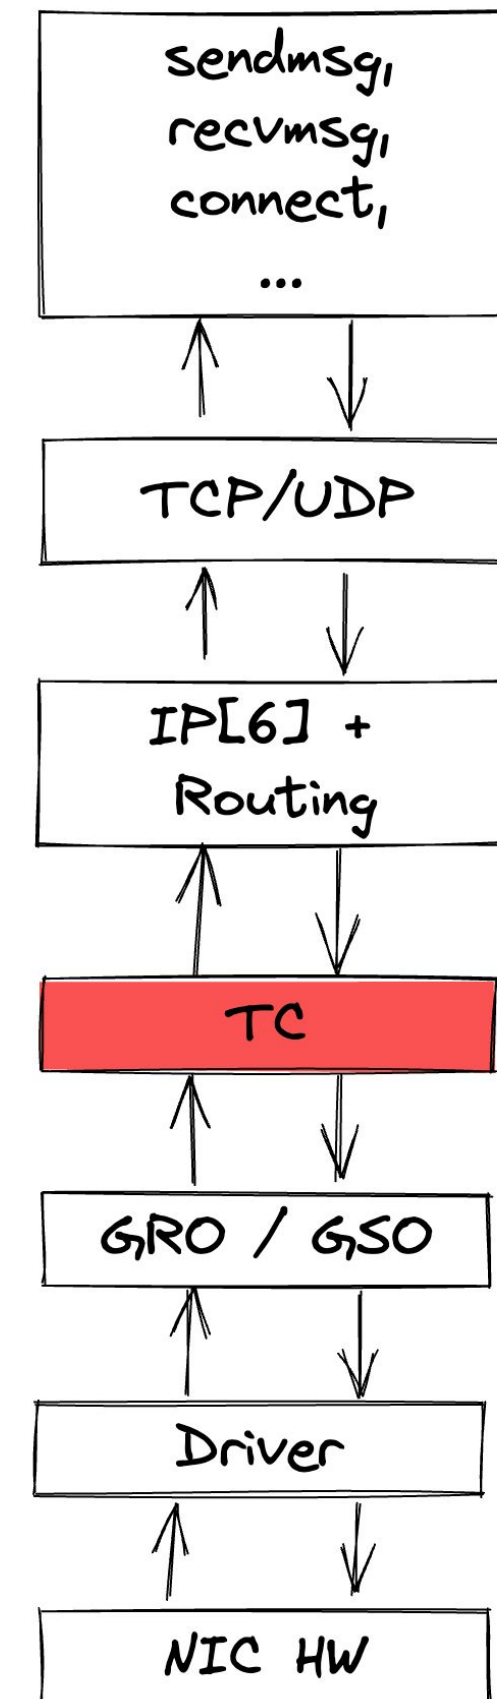 sendmsg,
recvmsg,
connect,
...
TCP/UDP
IP[6] +
Routing
TC
GRO / GSO
Driver
NIC HW